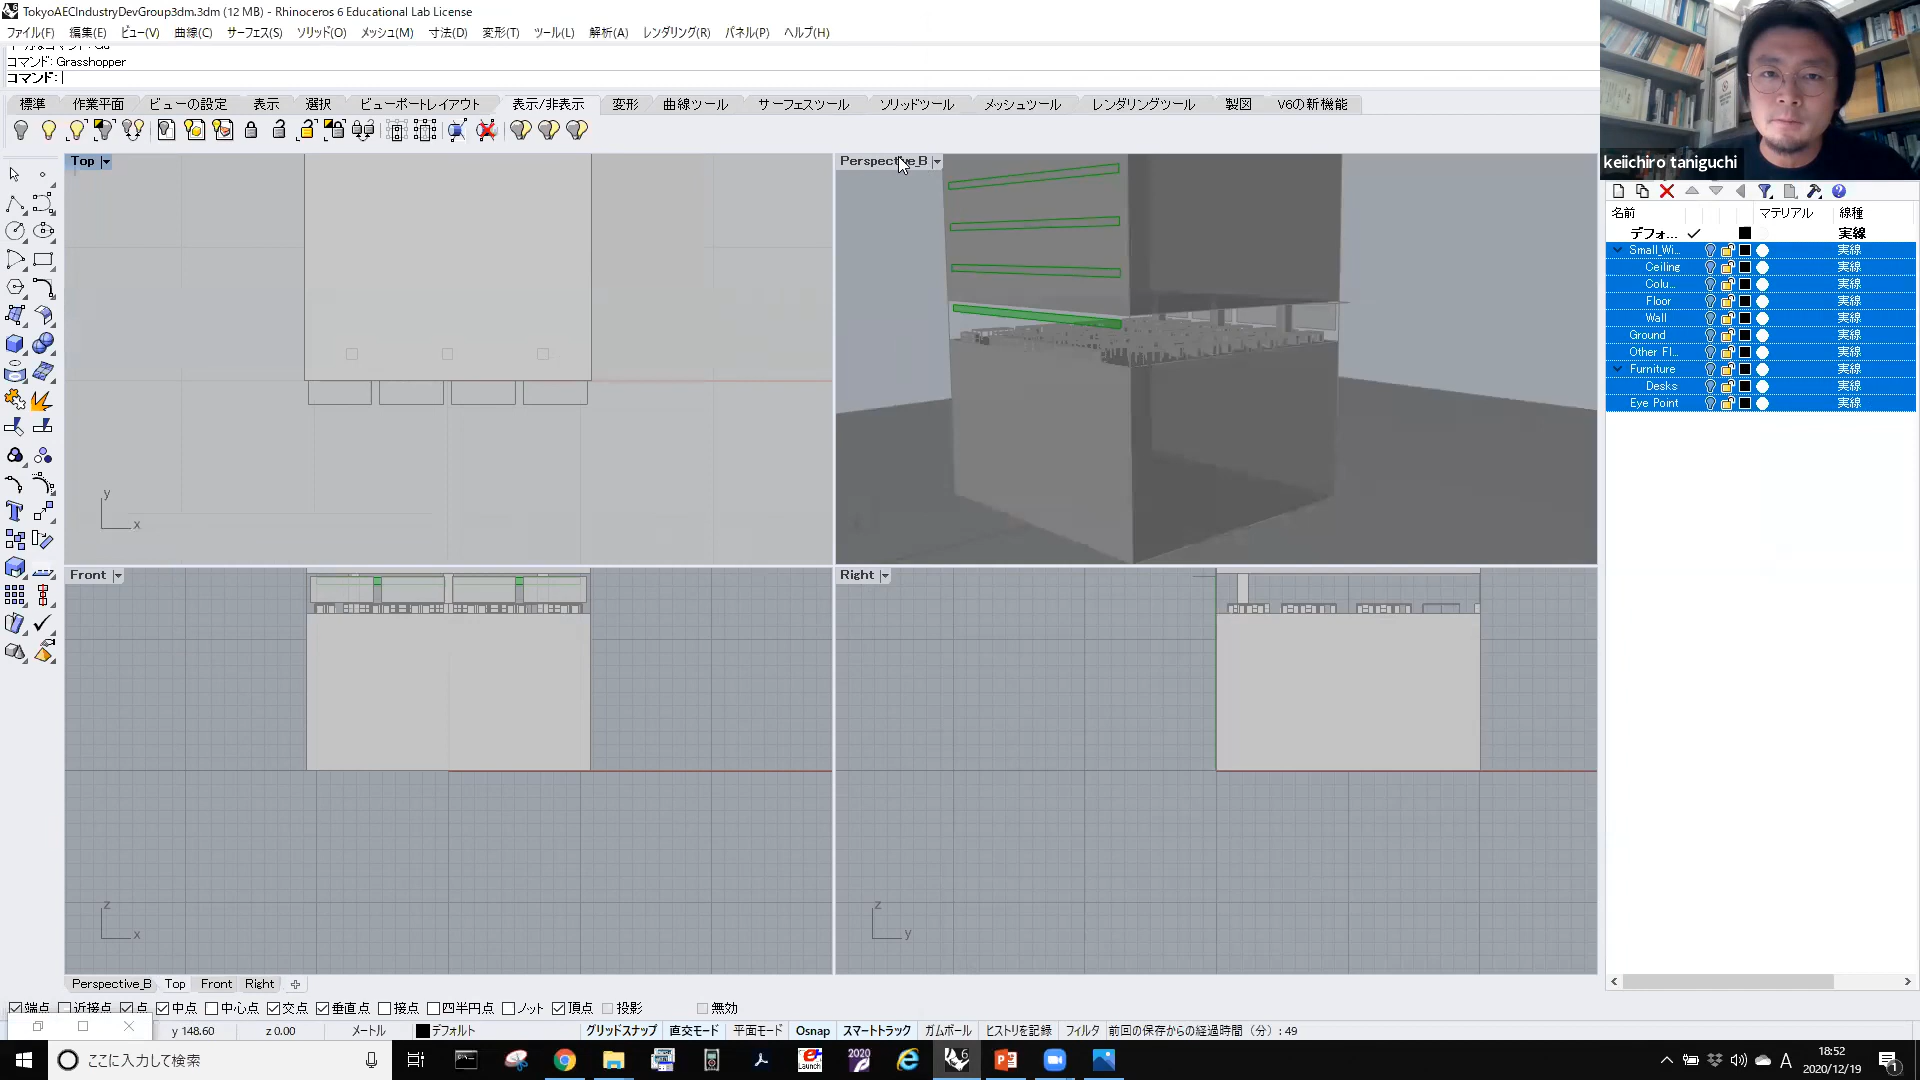 TokyoAECIndustryDevGroup3dm.3dm (12 MB) - Rhinoceros 6 Educational Lab License
ファイル(F) 編集(E) ビュー(V) 曲線(C) サーフェス(S) ソリッド(O) メッシュ(M) 寸法(D) 変形(T) ツール(L) 解析(A) レンダリング(R) パネル(P) ヘルプ(H)
コマンド: Grasshopper
コマンド:
標準 作業平面 ビューの設定 表示 選択 ビューポートレイアウト 表示/非表示 変形 曲線ツール サーフェスツール ソリッドツール メッシュツール レンダリングツール 製図 V6の新機能
keiichiro taniguchi
Top
Perspective_B
名前 マテリアル 線種
デフォ... 実線
Small_Wi... 実線
Ceiling 実線
Colu... 実線
Floor 実線
Wall 実線
Ground 実線
Other Fl... 実線
Furniture 実線
Desks 実線
Eye Point 実線
y
x
Front
Right
z
x
z
y
Perspective_B Top Front Right
端点 近接点 点 中点 中心点 交点 垂直点 接点 四半円点 ノット 頂点 投影 無効
y 148.60 z 0.00 メートル デフォルト グリッドスナップ 直交モード 平面モード Osnap スマートトラック ガムボール ヒストリを記録 フィルタ 前回の保存からの経過時間（分）: 49
ここに入力して検索
Launch
2020
6
A
18:52
2020/12/19
1